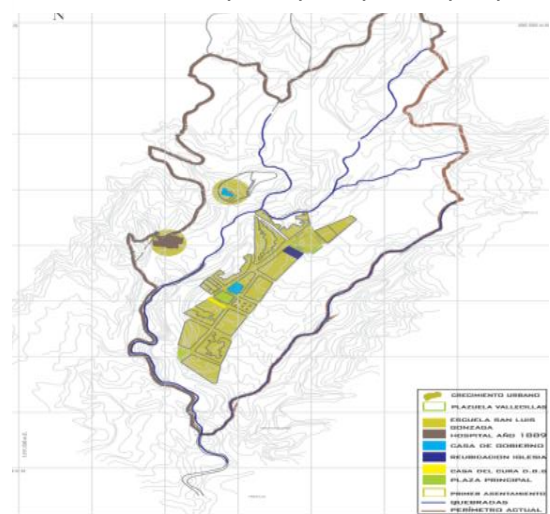 N
CRECIMIENTO URBANO
PLAZUELA VALLECILLAS
ESCUELA SAN LUIS
GONZAGA
HOSPITAL AÑO 1889
CASA DE GOBIERNO
REUBICACION IGLESIA
CASA DEL CURA D.B.G
PLAZA PRINCIPAL
PRIMER ASENTAMIENTO
QUEBRADAS
PERÍMETRO ACTUAL